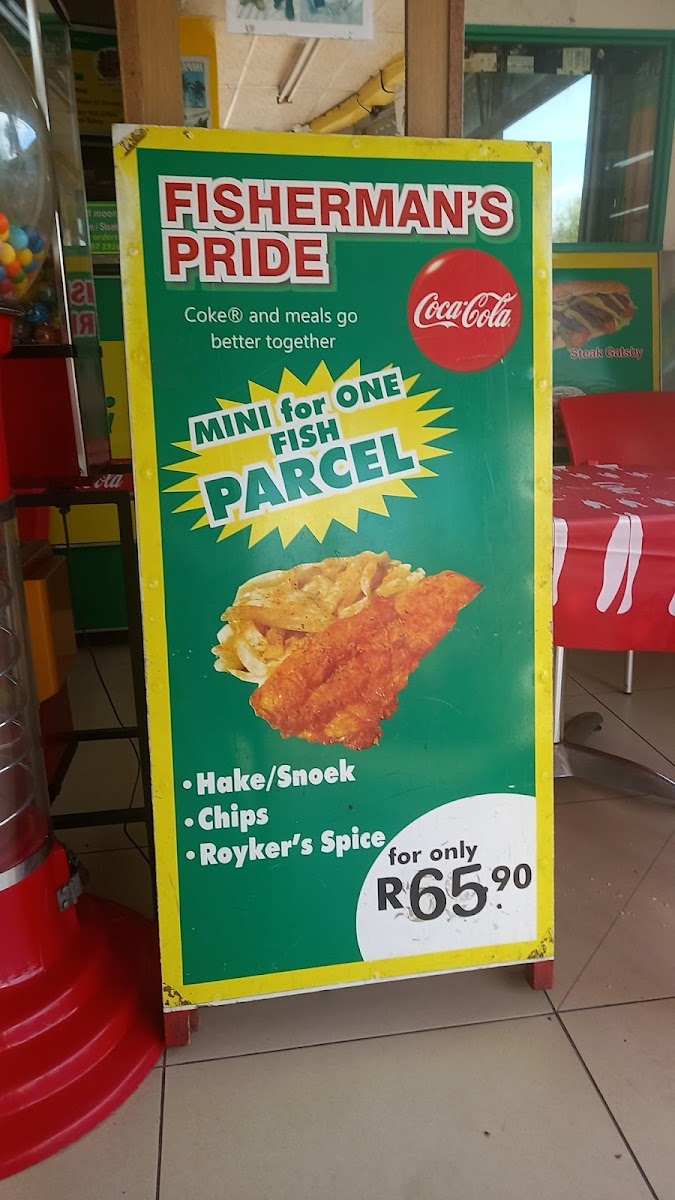 FISHERMAN'S
PRIDE
Coke® and meals go
better together
Coca-Cola
MINI for ONE
FISH
PARCEL
• Hake/Snoek
• Chips
• Royker's Spice
for only
R65.90
Steak Gatsby